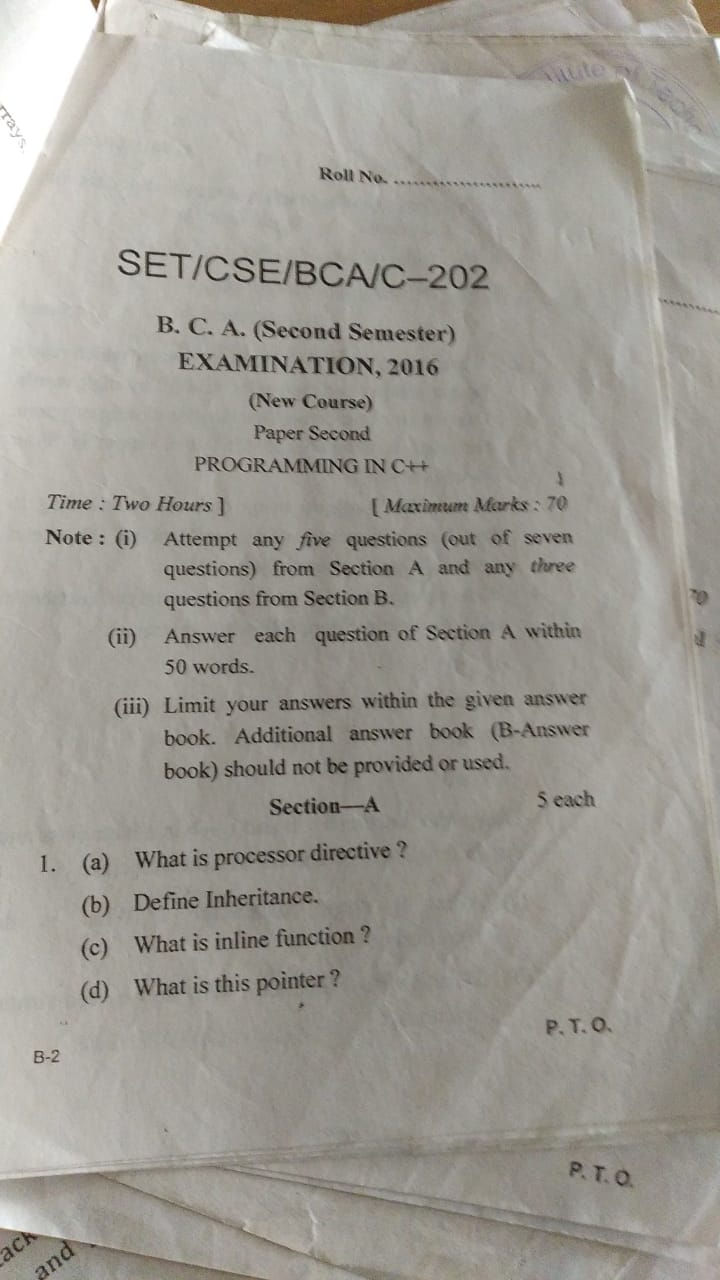 rrays.
Roll No. ........................
SET/CSE/BCA/C–202
B. C. A. (Second Semester)
EXAMINATION, 2016
(New Course)
Paper Second
PROGRAMMING IN C++
Time : Two Hours ] [ Maximum Marks : 70
Note : (i) Attempt any five questions (out of seven
questions) from Section A and any three
questions from Section B.
(ii) Answer each question of Section A within
50 words.
(iii) Limit your answers within the given answer
book. Additional answer book (B-Answer
book) should not be provided or used.
Section—A 5 each
1. (a) What is processor directive ?
(b) Define Inheritance.
(c) What is inline function ?
(d) What is this pointer ?
P. T. O.
B-2
P. T. O.
and